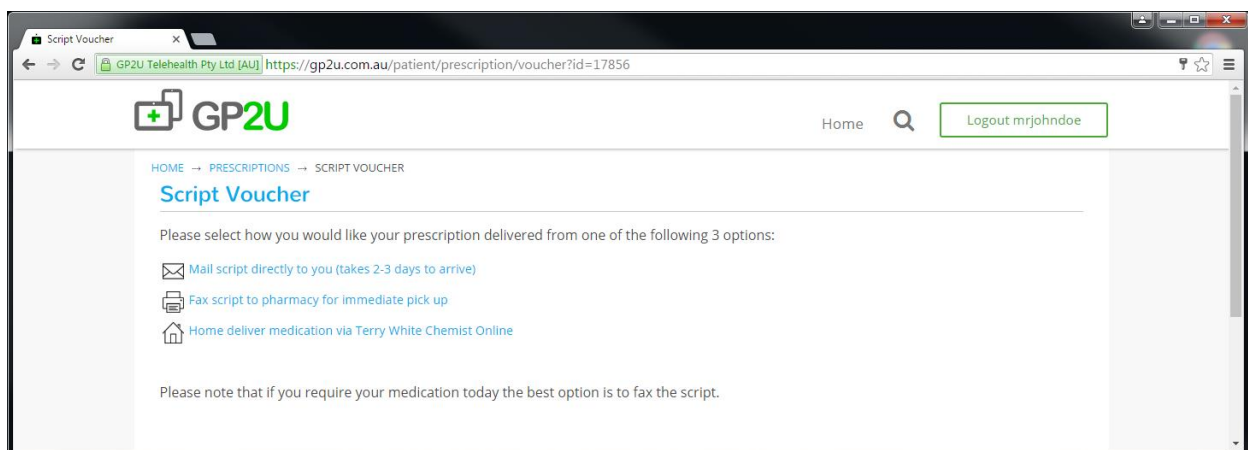 Script Voucher
GP2U Telehealth Pty Ltd [AU] https://gp2u.com.au/patient/prescription/voucher?id=17856
GP2U
Home
Logout mrjohndoe
HOME → PRESCRIPTIONS → SCRIPT VOUCHER
Script Voucher
Please select how you would like your prescription delivered from one of the following 3 options:
Mail script directly to you (takes 2-3 days to arrive)
Fax script to pharmacy for immediate pick up
Home deliver medication via Terry White Chemist Online
Please note that if you require your medication today the best option is to fax the script.